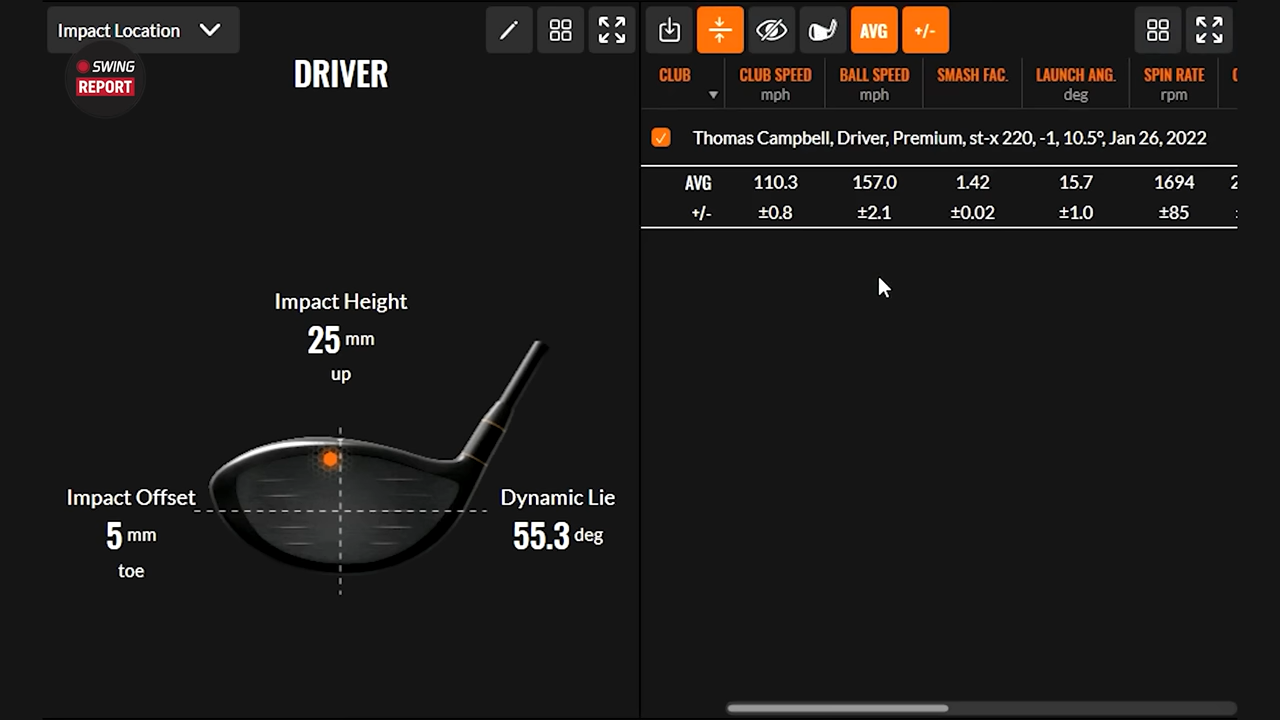 Impact Location
SWING
REPORT
DRIVER
Impact Height
25 mm
up
Impact Offset
5 mm
toe
Dynamic Lie
55.3 deg
AVG +/-
CLUB CLUB SPEED BALL SPEED SMASH FAC. LAUNCH ANG. SPIN RATE
mph mph deg rpm
Thomas Campbell, Driver, Premium, st-x 220, -1, 10.5°, Jan 26, 2022
AVG 110.3 157.0 1.42 15.7 1694 2
+/- ±0.8 ±2.1 ±0.02 ±1.0 ±85